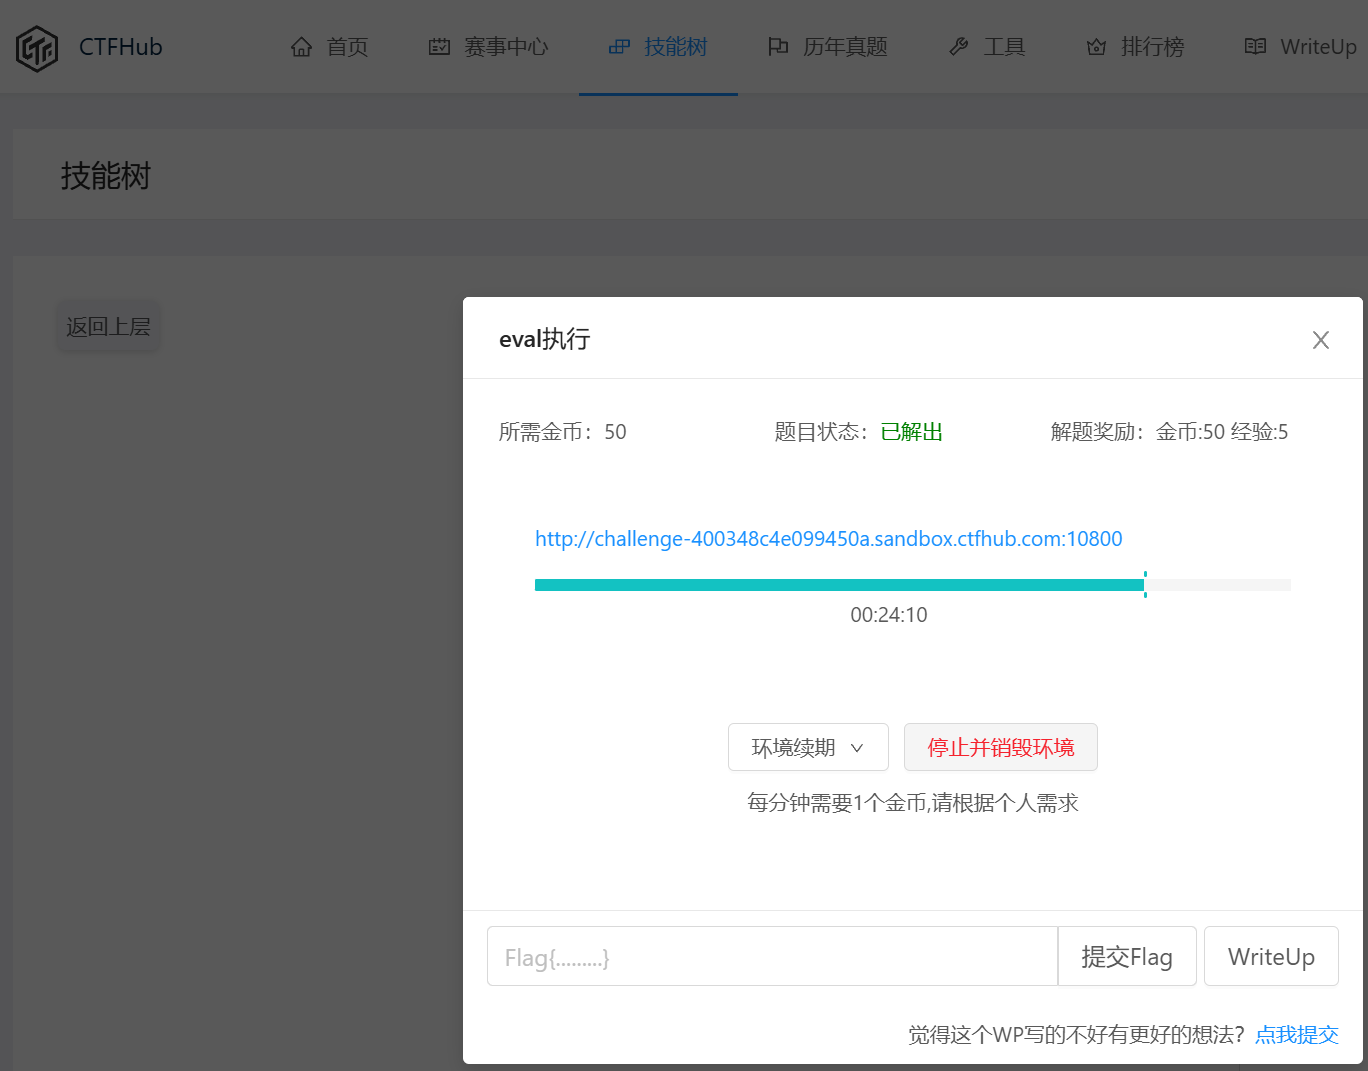 CTFHub 首页 赛事中心 技能树 历年真题 工具 排行榜 WriteUp
技能树
返回上层
eval执行
所需金币：50 题目状态：已解出 解题奖励：金币:50 经验:5
http://challenge-400348c4e099450a.sandbox.ctfhub.com:10800
00:24:10
环境续期 停止并销毁环境
每分钟需要1个金币,请根据个人需求
Flag{.........} 提交Flag WriteUp
觉得这个WP写的不好有更好的想法？点我提交